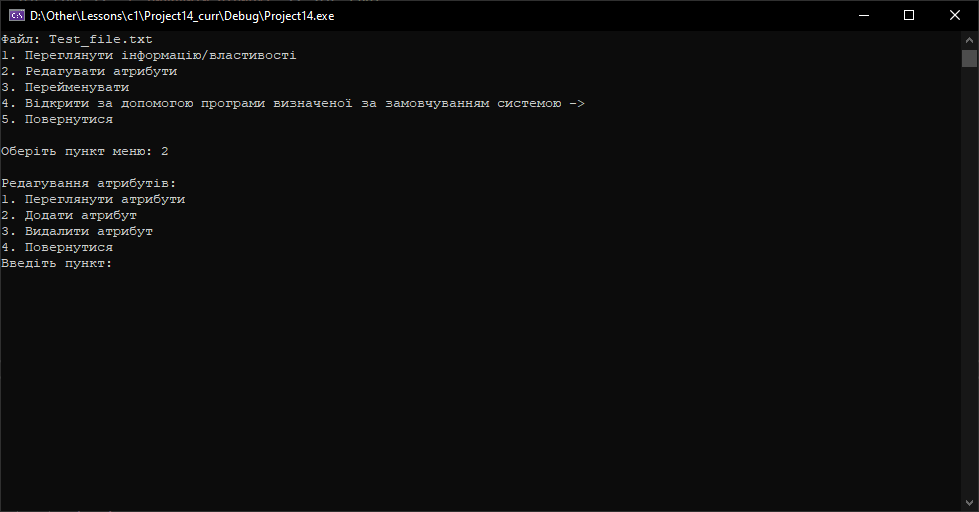 D:\Other\Lessons\c1\Project14_curr\Debug\Project14.exe
Файл: Test_file.txt
1. Переглянути інформацію/властивості
2. Редагувати атрибути
3. Перейменувати
4. Відкрити за допомогою програми визначеної за замовчуванням системою ->
5. Повернутися
Оберіть пункт меню: 2
Редагування атрибутів:
1. Переглянути атрибути
2. Додати атрибут
3. Видалити атрибут
4. Повернутися
Введіть пункт: